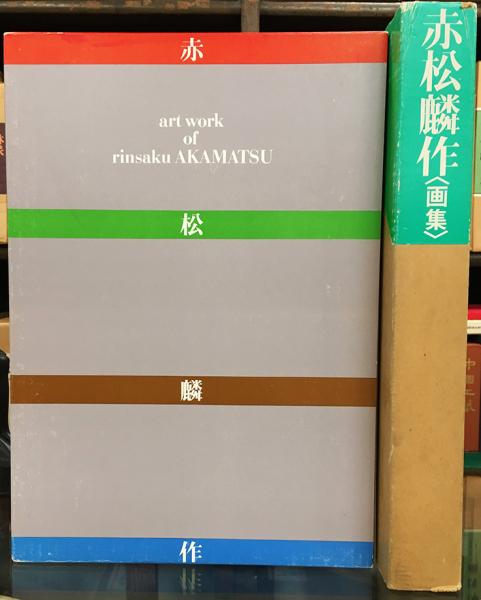 赤
art work
of
rinsaku AKAMATSU
松
麟
作
赤松麟作〈画集〉